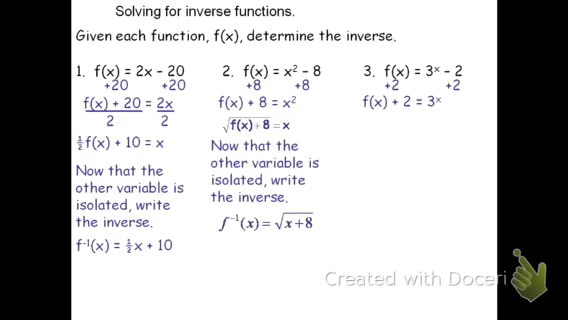 Solving for inverse functions.
Given each function, f(x), determine the inverse.
1. f(x) = 2x – 20
+20 +20
f(x) + 20 = 2x
2 2
½f(x) + 10 = x
Now that the
other variable is
isolated, write
the inverse.
f⁻¹(x) = ½x + 10
2. f(x) = x² – 8
+8 +8
f(x) + 8 = x²
√f(x)+8 = x
Now that the
other variable is
isolated, write
the inverse.
f⁻¹(x) = √x+8
3. f(x) = 3ˣ – 2
+2 +2
f(x) + 2 = 3ˣ
Created with Doceri